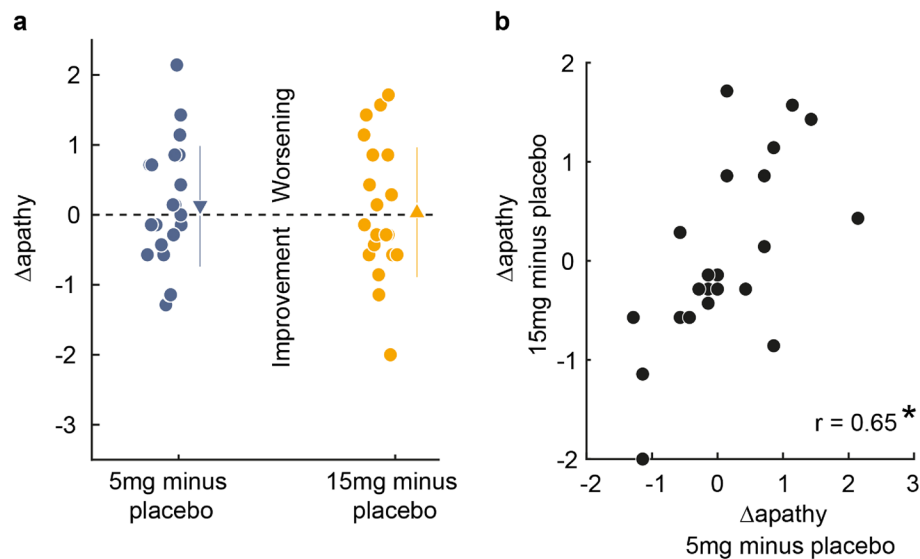 a
Δapathy
2
1
0
-1
-2
-3
Worsening
Improvement
5mg minus
placebo
15mg minus
placebo
b
Δapathy
15mg minus placebo
2
1
0
-1
-2
-2
-1
0
1
2
3
r = 0.65*
Δapathy
5mg minus placebo